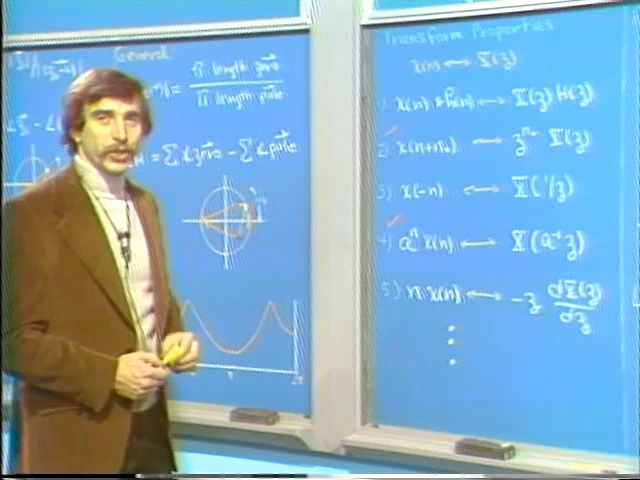 General
π length zero
π length pole
= Σ∢zero - Σ∢pole
π
2π
Transform Properties
x(n) ⟷ X(z)
1) x(n) * h(n) ⟷ X(z) H(z)
2) x(n+n₀) ⟷ z^n₀ X(z)
3) x(-n) ⟷ X(1/z)
4) aⁿ x(n) ⟷ X(a⁻¹z)
5) n x(n) ⟷ -z dX(z)/dz